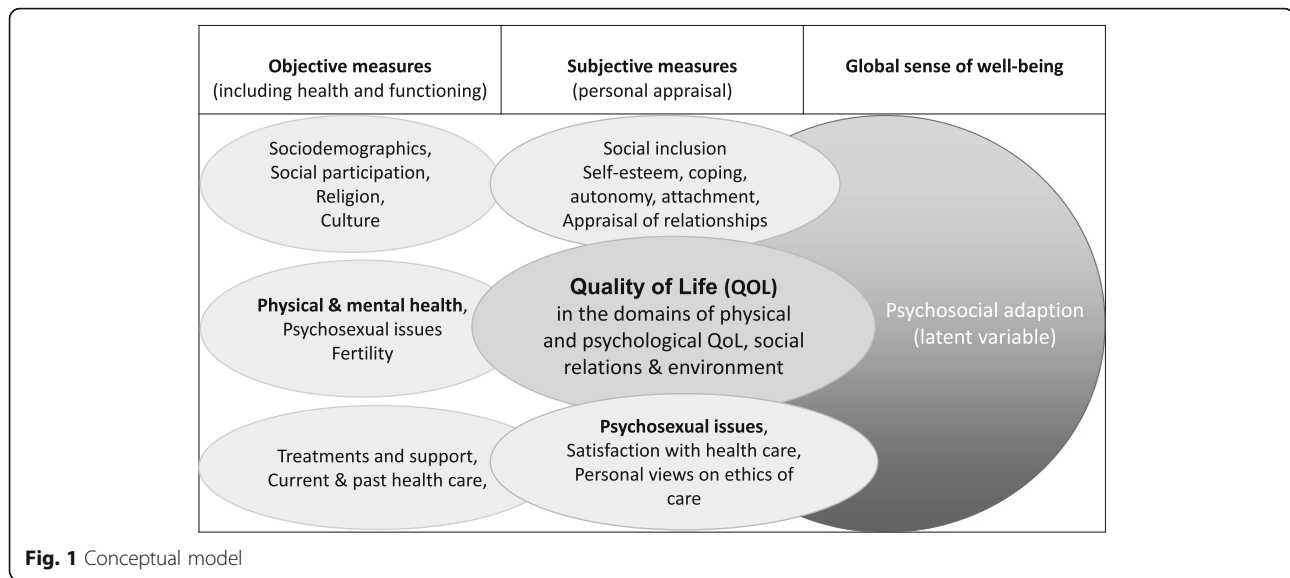 Objective measures
(including health and functioning)
Subjective measures
(personal appraisal)
Global sense of well-being
Sociodemographics,
Social participation,
Religion,
Culture
Social inclusion
Self-esteem, coping,
autonomy, attachment,
Appraisal of relationships
Physical & mental health,
Psychosexual issues
Fertility
Quality of Life (QOL)
in the domains of physical
and psychological QoL, social
relations & environment
Psychosocial adaption
(latent variable)
Treatments and support,
Current & past health care,
Psychosexual issues,
Satisfaction with health care,
Personal views on ethics of
care
Fig. 1 Conceptual model